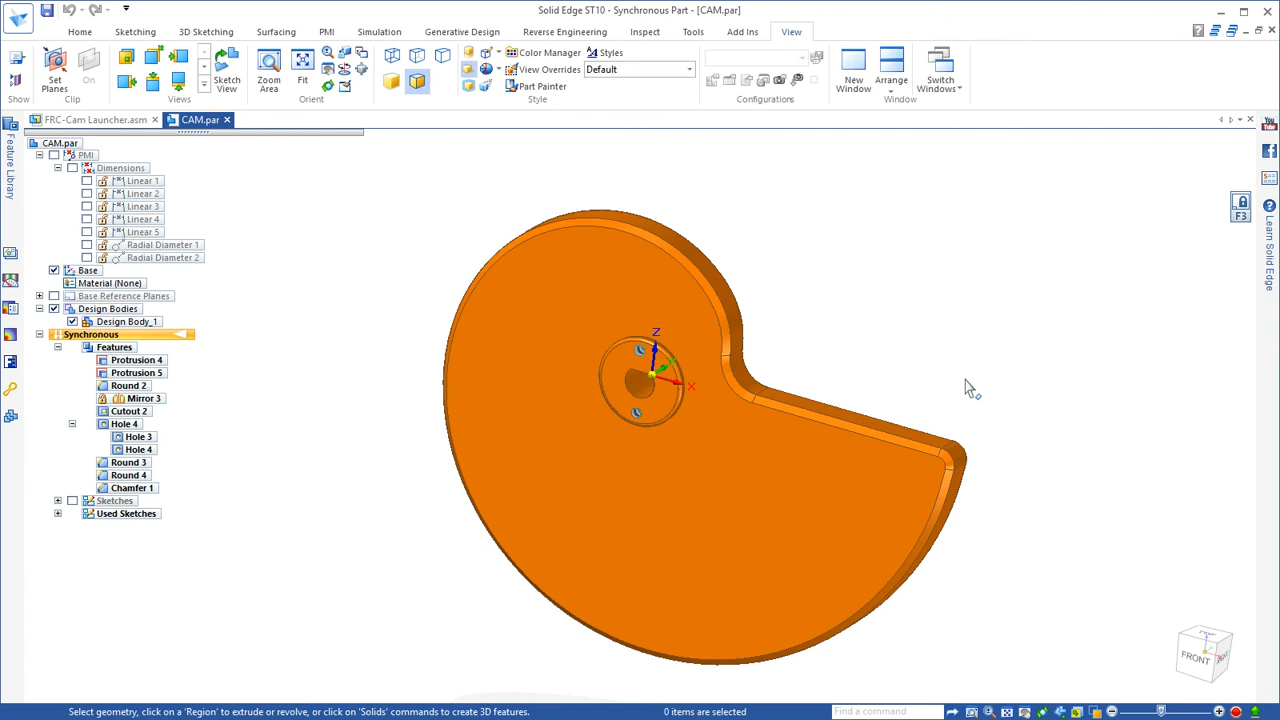 Solid Edge ST10 - Synchronous Part - [CAM.par]
Home Sketching 3D Sketching Surfacing PMI Simulation Generative Design Reverse Engineering Inspect Tools Add Ins View
Set Planes
On
Sketch View
Zoom Area
Fit
Color Manager
Styles
View Overrides
Default
Part Painter
New Window
Arrange
Switch Windows
Show Clip Views Orient Style Configurations Window
FRC-Cam Launcher.asm CAM.par
Feature Library
CAM.par
PMI
Dimensions
Linear 1
Linear 2
Linear 3
Linear 4
Linear 5
Radial Diameter 1
Radial Diameter 2
Base
Material (None)
Base Reference Planes
Design Bodies
Design Body_1
Synchronous
Features
Protrusion 4
Protrusion 5
Round 2
Mirror 3
Cutout 2
Hole 4
Hole 3
Hole 4
Round 3
Round 4
Chamfer 1
Sketches
Used Sketches
Z
X
F3
You Tube
Learn Solid Edge
FRONT
Select geometry, click on a 'Region' to extrude or revolve, or click on 'Solids' commands to create 3D features.
0 items are selected
Find a command